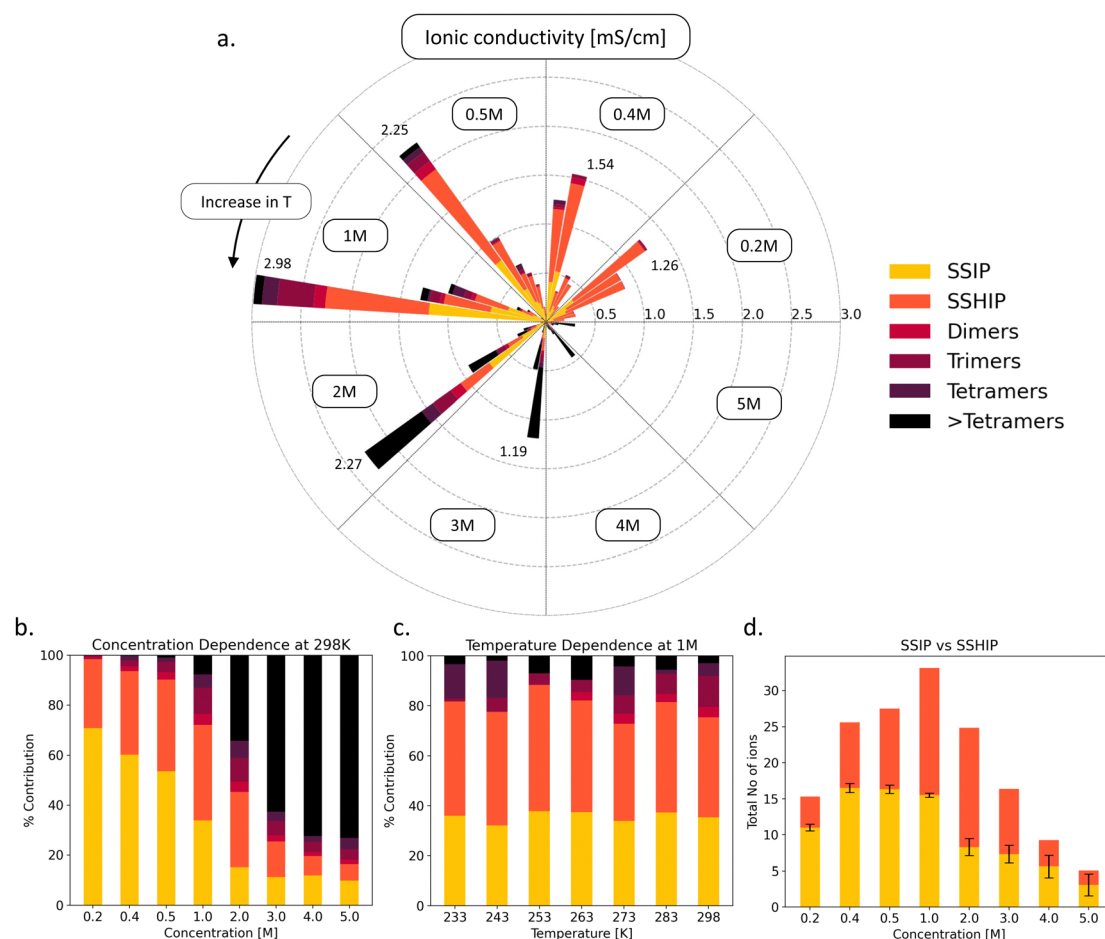 a.
Ionic conductivity [mS/cm]
0.5M
0.4M
2.25
1.54
Increase in T
1M
0.2M
2.98
1.26
0.5 1.0 1.5 2.0 2.5 3.0
SSIP
SSHIP
Dimers
Trimers
Tetramers
>Tetramers
2M
5M
2.27
1.19
3M
4M
b.
Concentration Dependence at 298K
% Contribution
100
80
60
40
20
0
0.2 0.4 0.5 1.0 2.0 3.0 4.0 5.0
Concentration [M]
c.
Temperature Dependence at 1M
% Contribution
100
80
60
40
20
0
233 243 253 263 273 283 298
Temperature [K]
d.
SSIP vs SSHIP
Total No of ions
30
25
20
15
10
5
0
0.2 0.4 0.5 1.0 2.0 3.0 4.0 5.0
Concentration [M]